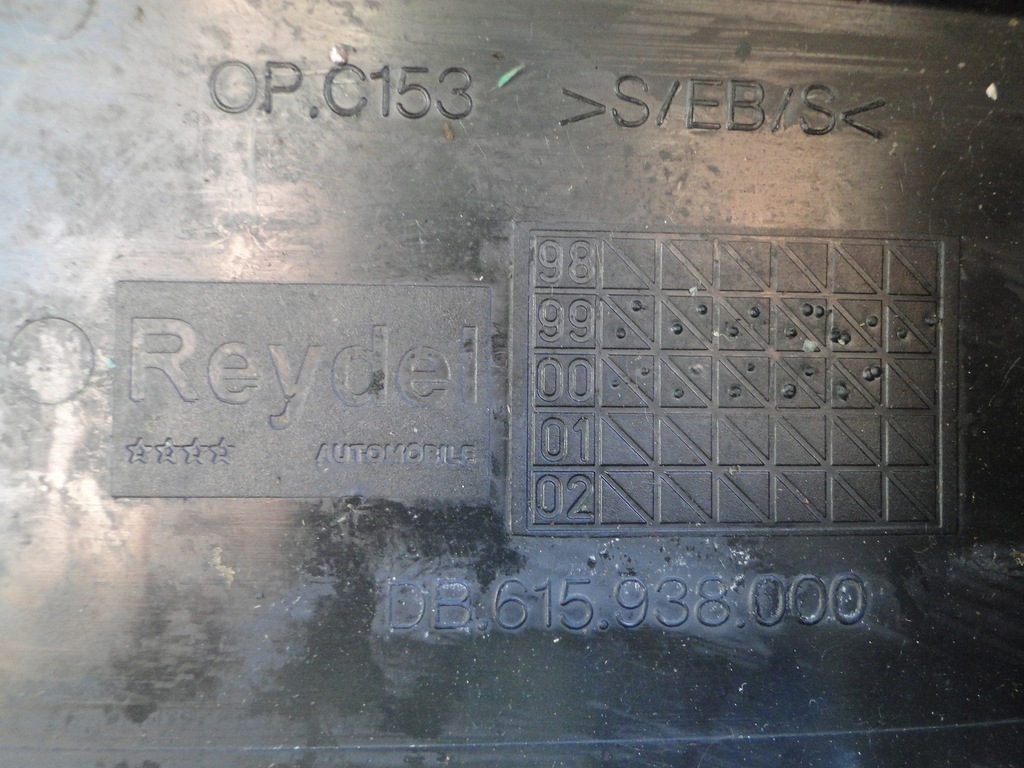 OP.C153 >S/EB/S<
98
99
Reydel
00
AUTOMOBILE
01
02
DB.615.938.000